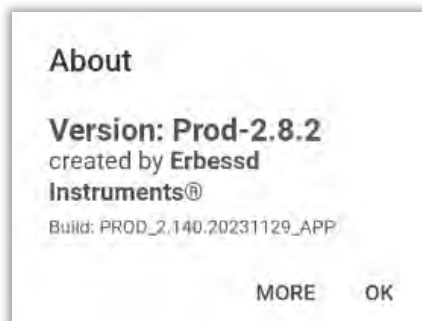 About
Version: Prod-2.8.2
created by Erbessd
Instruments®
Build: PROD_2.140.20231129_APP
MORE OK